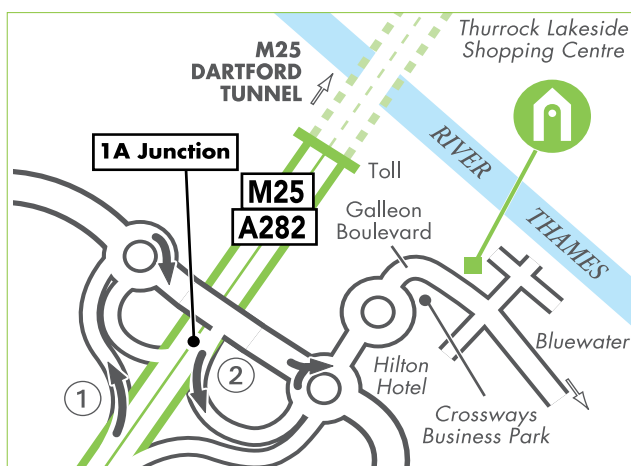 Thurrock Lakeside
Shopping Centre
M25
DARTFORD
TUNNEL
1A Junction
RIVER
THAMES
Toll
M25
A282
Galleon
Boulevard
Bluewater
2
1
Hilton
Hotel
Crossways
Business Park